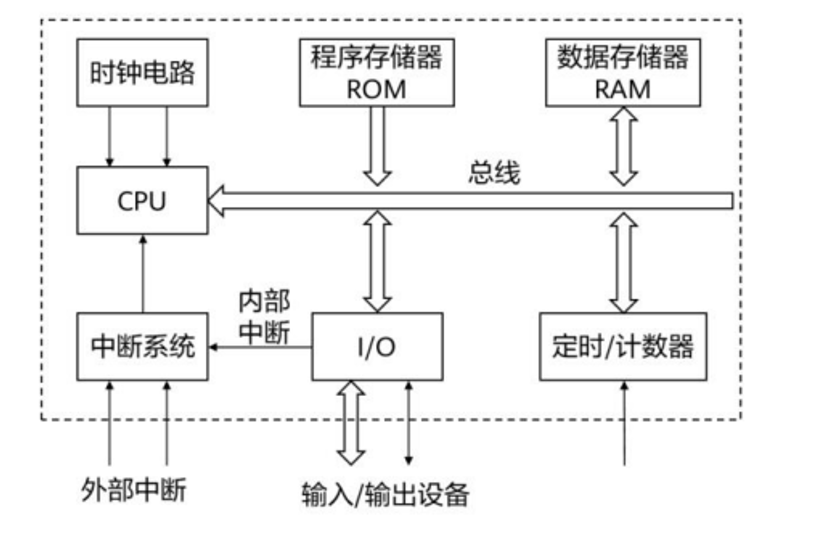 时钟电路
程序存储器
ROM
数据存储器
RAM
总线
CPU
内部
中断
中断系统
I/O
定时/计数器
外部中断
输入/输出设备